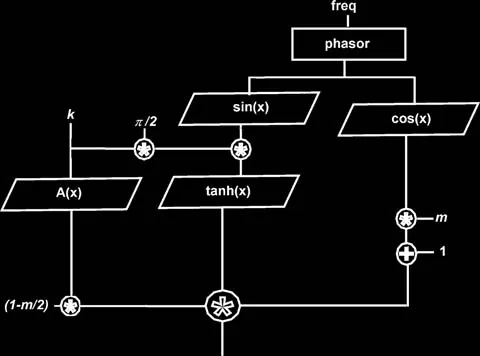 freq
phasor
sin(x)
cos(x)
k
π/2
*
*
A(x)
tanh(x)
*
m
+
1
(1-m/2)
*
*